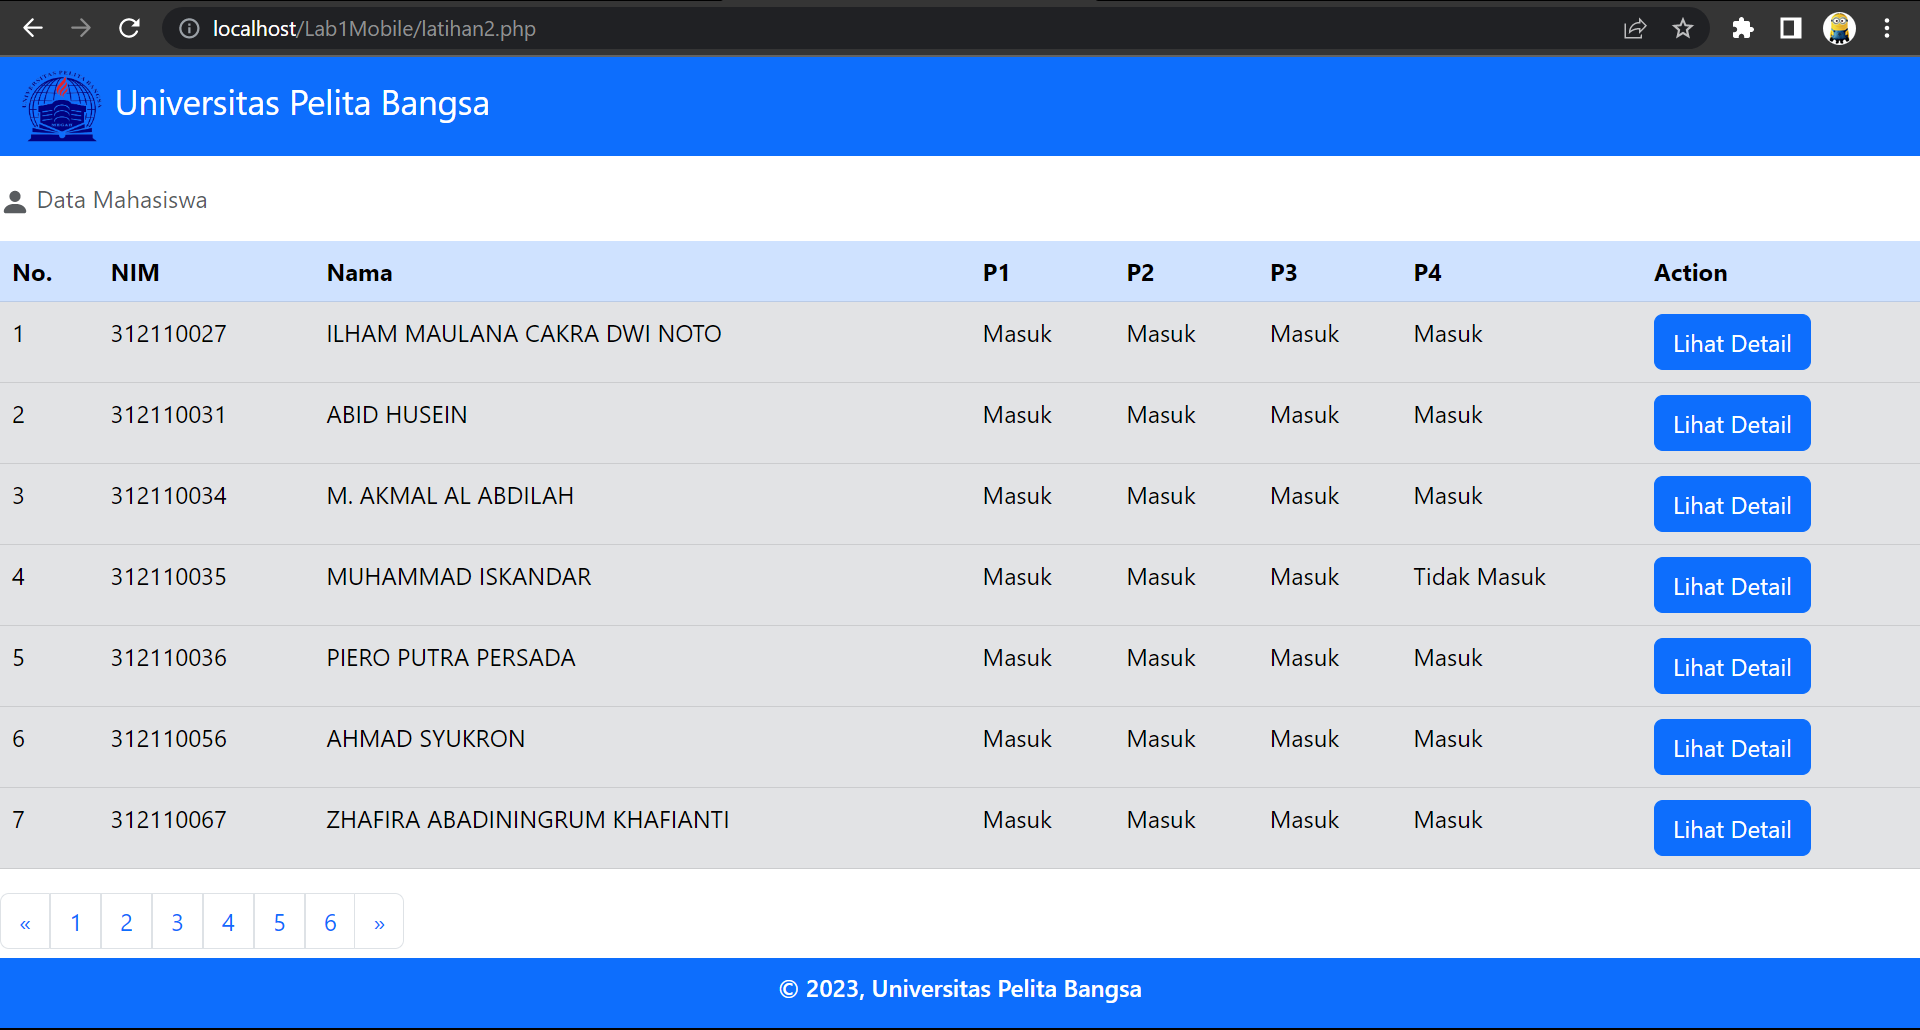 localhost/Lab1Mobile/latihan2.php
UNIVERSITAS PELITA BANGSA
Universitas Pelita Bangsa
Data Mahasiswa
No. NIM Nama P1 P2 P3 P4 Action
1 312110027 ILHAM MAULANA CAKRA DWI NOTO Masuk Masuk Masuk Masuk Lihat Detail
2 312110031 ABID HUSEIN Masuk Masuk Masuk Masuk Lihat Detail
3 312110034 M. AKMAL AL ABDILAH Masuk Masuk Masuk Masuk Lihat Detail
4 312110035 MUHAMMAD ISKANDAR Masuk Masuk Masuk Tidak Masuk Lihat Detail
5 312110036 PIERO PUTRA PERSADA Masuk Masuk Masuk Masuk Lihat Detail
6 312110056 AHMAD SYUKRON Masuk Masuk Masuk Masuk Lihat Detail
7 312110067 ZHAFIRA ABADININGRUM KHAFIANTI Masuk Masuk Masuk Masuk Lihat Detail
« 1 2 3 4 5 6 »
© 2023, Universitas Pelita Bangsa